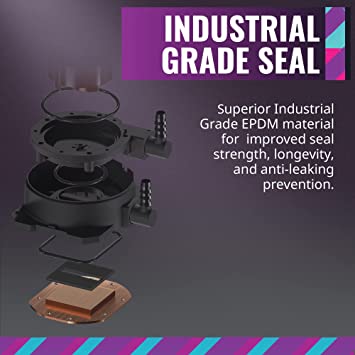 INDUSTRIAL
GRADE SEAL
Superior Industrial
Grade EPDM material
for improved seal
strength, longevity,
and anti-leaking
prevention.